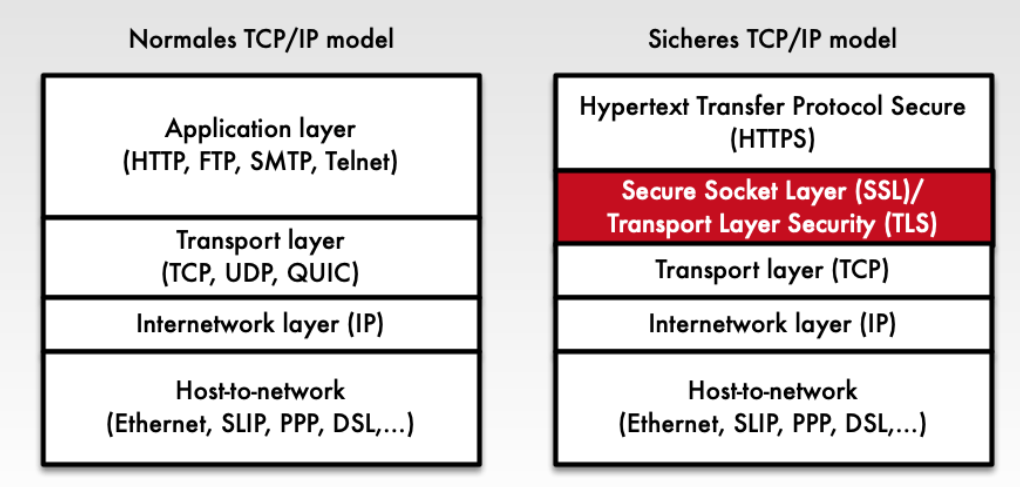 Normales TCP/IP model
Application layer
(HTTP, FTP, SMTP, Telnet)
Transport layer
(TCP, UDP, QUIC)
Internetwork layer (IP)
Host-to-network
(Ethernet, SLIP, PPP, DSL,...)
Sicheres TCP/IP model
Hypertext Transfer Protocol Secure
(HTTPS)
Secure Socket Layer (SSL)/
Transport Layer Security (TLS)
Transport layer (TCP)
Internetwork layer (IP)
Host-to-network
(Ethernet, SLIP, PPP, DSL,...)